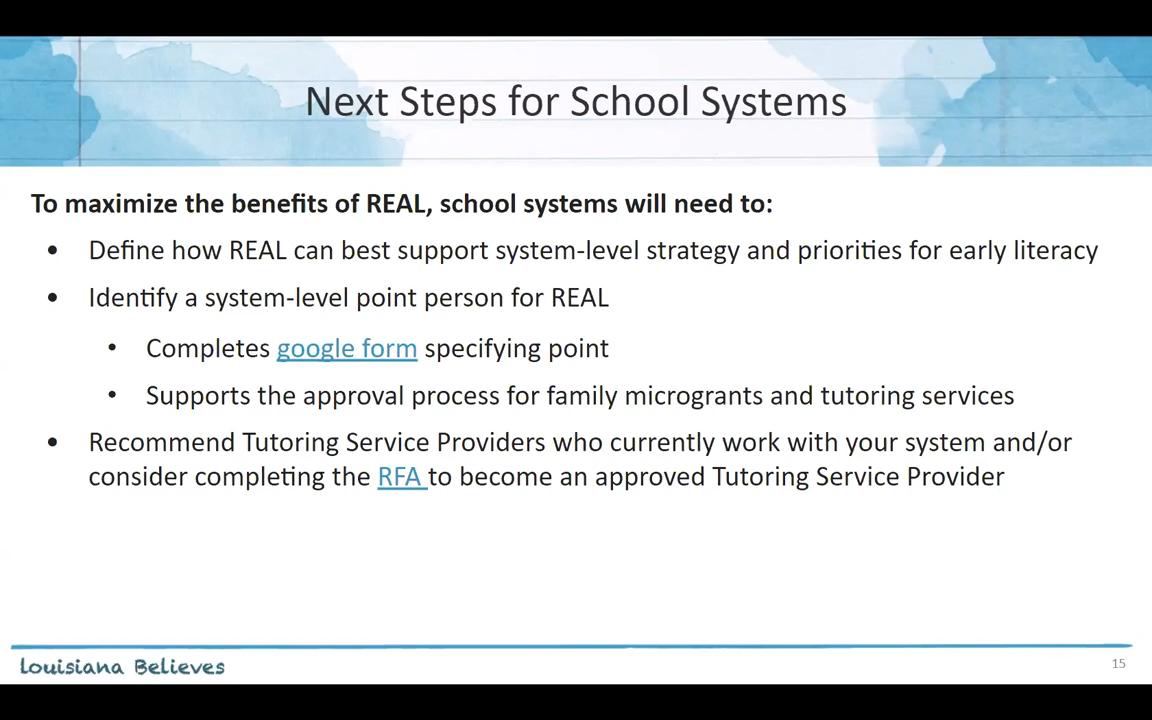 Next Steps for School Systems
To maximize the benefits of REAL, school systems will need to:
• Define how REAL can best support system-level strategy and priorities for early literacy
• Identify a system-level point person for REAL
• Completes google form specifying point
• Supports the approval process for family microgrants and tutoring services
• Recommend Tutoring Service Providers who currently work with your system and/or
consider completing the RFA to become an approved Tutoring Service Provider
Louisiana Believes
15